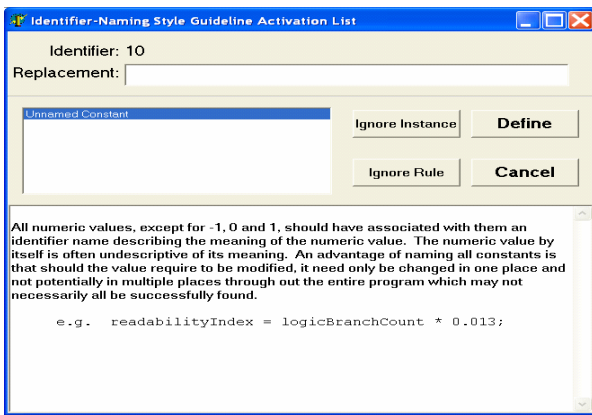 Identifier-Naming Style Guideline Activation List
Identifier: 10
Replacement:
Unnamed Constant
Ignore Instance
Define
Ignore Rule
Cancel
All numeric values, except for -1, 0 and 1, should have associated with them an
identifier name describing the meaning of the numeric value.  The numeric value by
itself is often undescriptive of its meaning.  An advantage of naming all constants is
that should the value require to be modified, it need only be changed in one place and
not potentially in multiple places through out the entire program which may not
necessarily all be successfully found.
e.g.  readabilityIndex = logicBranchCount * 0.013;